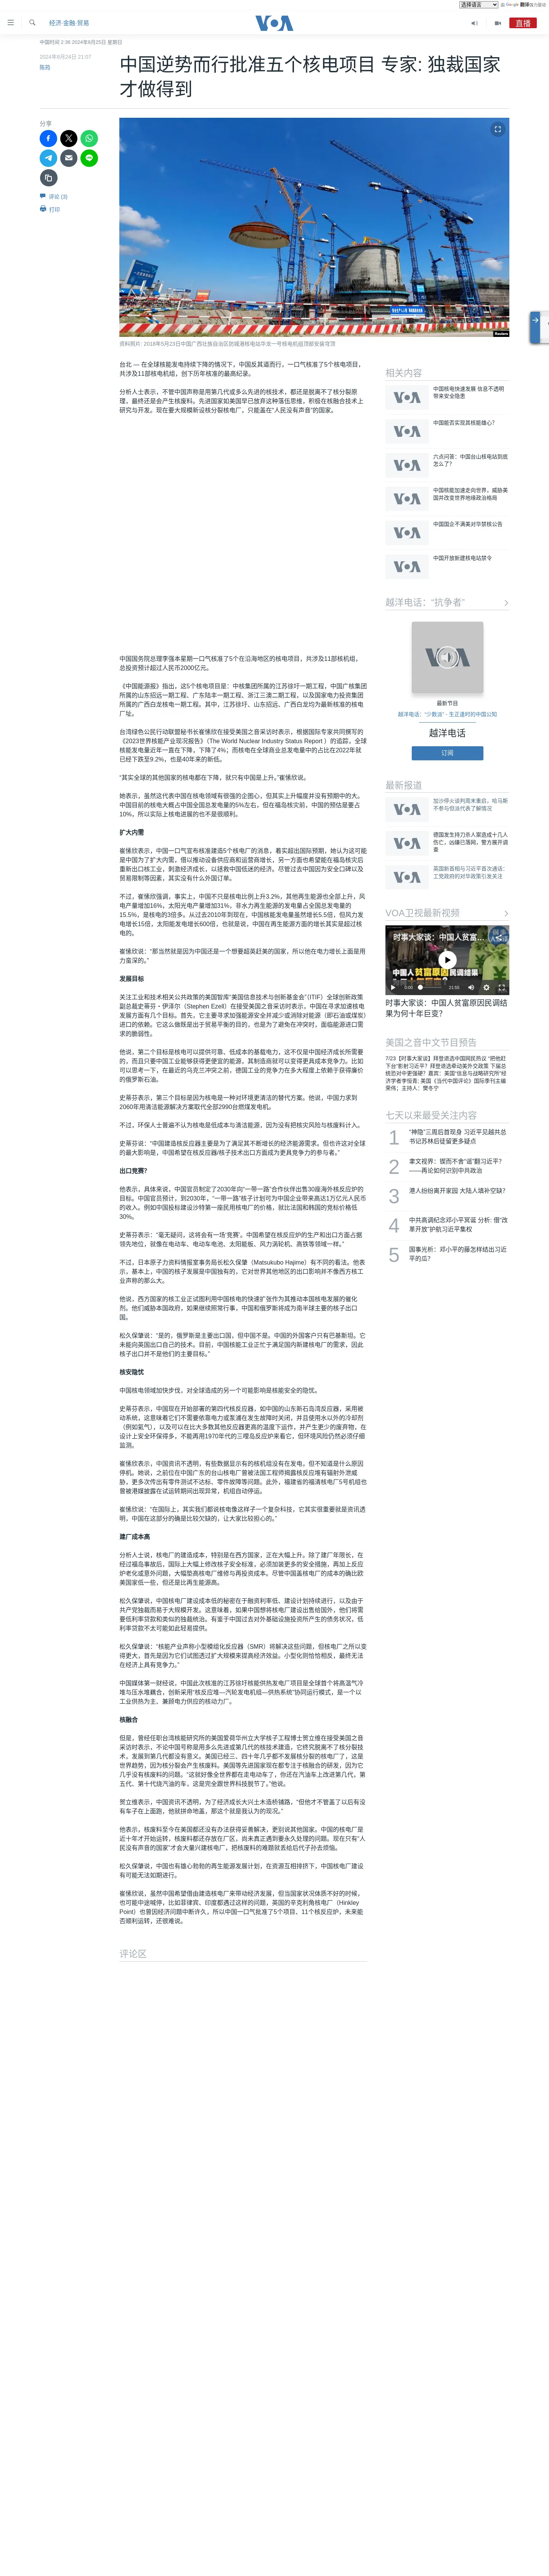 选择语言
由 Google 翻译强力驱动
经济·金融·贸易
VOA
直播
中国时间 2:36 2024年8月25日 星期日
2024年8月24日 21:07
中国逆势而行批准五个核电项目 专家: 独裁国家
才做得到
分享
评论 (3)
打印
Reuters
资料照片: 2018年5月23日中国广西壮族自治区防城港核电站华龙一号核电机组顶部安装穹顶
台北 — 在全球核能发电持续下降的情况下，中国反其道而行，一口气核准了5个核电项目，
共涉及11部核电机组，创下历年核准的最高纪录。
分析人士表示，不管中国声称是用第几代或多么先进的核技术，都还是脱离不了核分裂原
理，最终还是会产生核废料。先进国家如美国早已放弃这种落伍思维，积极在核融合技术上
研究与开发。现在要大规模新设核分裂核电厂，只能盖在“人民没有声音”的国家。
中国国务院总理李强本星期一口气核准了5个在沿海地区的核电项目，共涉及11部核机组，
总投资预计超过人民币2000亿元。
《中国能源报》指出，这5个核电项目是：中核集团所属的江苏徐圩一期工程，中国广核集团
所属的山东招远一期工程、广东陆丰一期工程、浙江三澳二期工程，以及国家电力投资集团
所属的广西白龙核电一期工程。其中，江苏徐圩、山东招远、广西白龙均为最新核准的核电
厂址。
台湾绿色公民行动联盟秘书长崔愫欣在接受美国之音采访时表示，根据国际专家共同撰写的
《2023世界核能产业现况报告》（The World Nuclear Industry Status Report ）的追踪，全球
核能发电量近年一直在下降，下降了4%；而核电在全球商业总发电量中的占比在2022年就
已经下跌至9.2%，也是40年来的新低。
“其实全球的其他国家的核电都在下降，就只有中国是上升。”崔愫欣说。
她表示，虽然这代表中国在核电领域有很强的企图心，但其实上升幅度并没有预期中的大。
中国目前的核电大概占中国全国总发电量的5%左右，但在福岛核灾前，中国的预估是要占
10%，所以实际上核电进展的也不是很顺利。
扩大内需
崔愫欣表示，中国一口气宣布核准建造5个核电厂的消息，着实超出国际预期，她认为这可能
是中国为了扩大内需，借以推动设备供应商和运营商增长，另一方面也希望能在福岛核灾后
重新出口核工业，刺激经济成长，以拯救中国低迷的经济。尽管过去中国因为安全口碑以及
贸易限制等因素，其实没有什么外国订单。
不过，崔愫欣强调，事实上，中国不只是核电比例上升0.2%，其他再生能源也全部上升，风
电产量增加16%，太阳光电产量增加31%，非水力再生能源的发电量占全国总发电量的
15.5%，是核电的3倍多。从过去2010年到现在，中国核能发电量虽然增长5.5倍，但风力发
电增长15倍，太阳能发电增长600倍，也就是说，中国在再生能源方面的增长其实是超过核
电的。
崔愫欣说：“那当然就是因为中国还是一个想要超英赶美的国家，所以他在电力增长上面是用
力蛮深的。”
发展目标
关注工业和技术相关公共政策的美国智库“美国信息技术与创新基金会”（ITIF）全球创新政策
副总裁史蒂芬・伊泽尔（Stephen Ezell）在接受美国之音采访时表示，中国在寻求加速核电
发展方面有几个目标。首先，它主要寻求加强能源安全并减少或消除对能源（即石油或煤炭）
进口的依赖。它这么做既是出于贸易平衡的目的，也是为了避免在冲突时，面临能源进口需
求的脆弱性。
他说，第二个目标是核电可以提供可靠、低成本的基载电力，这不仅是中国经济成长所需要
的，而且只要中国工业能够获得更便宜的能源，其制造商就可以变得更具成本竞争力。比如
可以思考一下，在最近的乌克兰冲突之前，德国工业的竞争力在多大程度上依赖于获得廉价
的俄罗斯石油。
史蒂芬表示，第三个目标是因为核电是一种对环境更清洁的替代方案。他说，中国力求到
2060年用清洁能源解决方案取代全部2990台燃煤发电机。
不过，环保人士普遍不认为核电是低成本与清洁能源，因为没有把核灾风险与核废料计入。
史蒂芬说：“中国建造核反应器主要是为了满足其不断增长的经济能源需求。但也许这对全球
的最大影响是，中国希望在核反应器/核子技术出口方面成为更具竞争力的参与者。”
出口竞赛？
他表示，具体来说，中国官员制定了2030年向“一带一路”合作伙伴出售30座海外核反应炉的
目标。中国官员预计，到2030年，“一带一路”核子计划可为中国企业带来高达1万亿元人民币
的收入。例如中国投标建设沙特第一座民用核电厂的价格，就比法国和韩国的竞标价格低
30%。
史蒂芬表示：“毫无疑问，这将会有一场‘竞赛’。中国希望在核反应炉的生产和出口方面占据
领先地位，就像在电动车、电动车电池、太阳能板、风力涡轮机、高铁等领域一样。”
不过，日本原子力资料情报室事务局长松久保肇（Matsukubo Hajime）有不同的看法。他表
示，基本上，中国的核子发展是中国独有的，它对世界其他地区的出口影响并不像西方核工
业声称的那么大。
他说，西方国家的核工业正试图利用中国核电的快速扩张作为其推动本国核电发展的催化
剂。他们威胁本国政府，如果继续照常行事，中国和俄罗斯将成为南半球主要的核子出口
国。
松久保肇说：“是的，俄罗斯是主要出口国，但中国不是。中国的外国客户只有巴基斯坦。它
未能向英国出口自己的技术。目前，中国核能工业正忙于满足国内新建核电厂的需求，因此
核子出口并不是他们的主要目标。”
核安隐忧
中国核电领域加快步伐，对全球造成的另一个可能影响是核能安全的隐忧。
史蒂芬表示，中国现在开始部署的第四代核反应器，如中国的山东新石岛湾反应器，采用被
动系统，这意味着它们不需要依靠电力或泵浦在发生故障时关闭，并且使用水以外的冷却剂
（例如氦气），以及可以在比大多数其他反应器更高的温度下运作，并产生更少的废弃物，在
设计上安全环保得多，不能再用1970年代的三哩岛反应炉来看它，但环境风险仍然必须仔细
监测。
崔愫欣表示，中国资讯不透明，有些数据显示有的核机组没有在发电，但不知道是什么原因
停机。她说，之前位在中国广东的台山核电厂曾被法国工程师揭露核反应堆有辐射外泄威
胁，更多次传出有零件测试不达标、零件故障等问题。此外，福建省的福清核电厂5号机组也
曾被港媒披露在试运转期间出现异常，机组自动停运。
崔愫欣说：“在国际上，其实我们都说核电像这样子一个复杂科技，它其实很重要就是资讯透
明，中国在这部分的确是比较欠缺的，让大家比较担心的。”
建厂成本高
分析人士说，核电厂的建造成本，特别是在西方国家，正在大幅上升。除了建厂年限长，在
经过福岛事故后，国际上大幅上修改核子安全标准，必须加装更多的安全措施，再加上反应
炉老化或意外问题，大幅垫高核电厂维修与再投资成本。尽管中国盖核电厂的成本的确比欧
美国家低一些，但还是比再生能源高。
松久保肇说，中国核电厂建设成本低的秘密在于融资利率低、建设计划持续进行，以及由于
共产党独裁而易于大规模开发。这意味着，如果中国想将核电厂建设出售给国外，他们将需
要低利率贷款和类似的独裁统治。有鉴于中国过去对外基础设施投资所产生的债务状况，低
利率贷款不太可能如此轻易提供。
松久保肇说：“核能产业声称小型模组化反应器（SMR）将解决这些问题，但核电厂之所以变
得更大，首先是因为它们试图透过扩大规模来提高经济效益。小型化则恰恰相反，最终无法
在经济上具有竞争力。”
中国媒体第一财经说，中国此次核准的江苏徐圩核能供热发电厂项目是全球首个将高温气冷
堆与压水堆耦合，创新采用“核反应堆—汽轮发电机组—供热系统”协同运行模式，是一个以
工业供热为主，兼顾电力供应的核动力厂。
核融合
但是，曾经任职台湾核能研究所的美国爱荷华州立大学核子工程博士贺立维在接受美国之音
采访时表示，不论中国号称是用多么先进或第几代的核技术建造，它终究脱离不了核分裂技
术，发展到第几代都没有意义。美国已经三、四十年几乎都不发展核分裂的核电厂了，这是
世界趋势，因为核分裂会产生核废料。美国等先进国家现在都专注于核融合的研发，因为它
几乎没有核废料的问题。“这就好像全世界都在走电动车了，你还在汽油车上改进第几代，第
五代、第十代烧汽油的车，这是完全跟世界科技脱节了。”他说。
贺立维表示，中国资讯不透明，为了经济成长大兴土木造桥铺路，“但他才不管盖了以后有没
有车子在上面跑，他就拼命地盖，那这个就是我认为的现况。”
他表示，核废料至今在美国都还没有办法获得妥善解决，更别说其他国家。中国的核电厂是
近十年才开始运转，核废料都还存放在厂区，尚未真正遇到要永久处理的问题。现在只有“人
民没有声音的国家”才会大量兴建核电厂，把核废料的难题就丢给后代子孙去烦恼。
松久保肇说，中国也有雄心勃勃的再生能源发展计划，在资源互相排挤下，中国核电厂建设
有可能无法如期进行。
崔愫欣说，虽然中国希望借由建造核电厂来带动经济发展，但当国家状况体质不好的时候，
也可能中途喊停，比如菲律宾、印度都遇过这样的问题，英国的辛克利角核电厂（Hinkley
Point）也曾因经济问题中断许久，所以中国一口气批准了5个项目、11个核反应炉，未来能
否顺利运转，还很难说。
评论区
相关内容
中国核电快速发展 信息不透明
带来安全隐患
中国能否实现其核能雄心？
六点问答：中国台山核电站到底
怎么了？
中国核能加速走向世界，威胁美
国并改变世界地缘政治格局
中国国企不满美对华禁核公告
中国开放新建核电站禁令
越洋电话：“抗争者”
最新节目
越洋电话: “少数派” - 生正逢时的中国公知
越洋电话
订阅
最新报道
加沙停火谈判周末重启，哈马斯
不参与但派代表了解情况
德国发生持刀杀人案造成十几人
伤亡，凶嫌已落网，警方展开调
查
英国新首相与习近平首次通话：
工党政府的对华政策引发关注
VOA卫视最新视频
时事大家谈：中国人贫富…
中国人贫富原因民调结果
0:00
21:55
时事大家谈：中国人贫富原因民调结
果为何十年巨变？
美国之音中文节目预告
7/23【时事大家谈】拜登退选中国网民热议 “把他赶
下台”影射习近平？ 拜登退选牵动美外交政策 下届总
统恐对中更强硬？嘉宾：美国“信息与战略研究所”经
济学者李恒青; 美国《当代中国评论》国际季刊主编
荣伟；主持人：樊冬宁
七天以来最受关注内容
1
“神隐”三周后首现身 习近平见越共总
书记苏林后徒留更多疑点
2
聿文视界：锲而不舍“谣”翻习近平？
——再论如何识别中共政治
3
港人纷纷离开家园 大陆人填补空缺？
4
中共高调纪念邓小平冥诞 分析: 借“改
革开放”护航习近平集权
5
国事光析：邓小平的藤怎样结出习近
平的瓜？